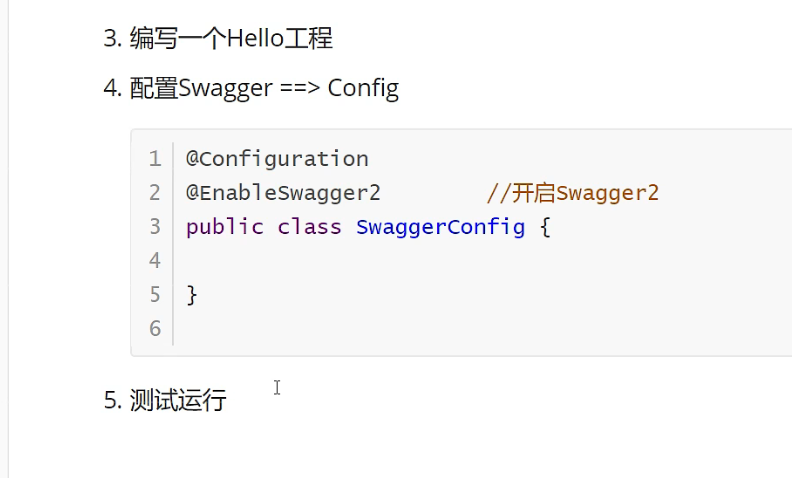 3. 编写一个Hello工程
4. 配置Swagger ==> Config
1 @Configuration
2 @EnableSwagger2        //开启Swagger2
3 public class SwaggerConfig {
4
5 }
6
5. 测试运行